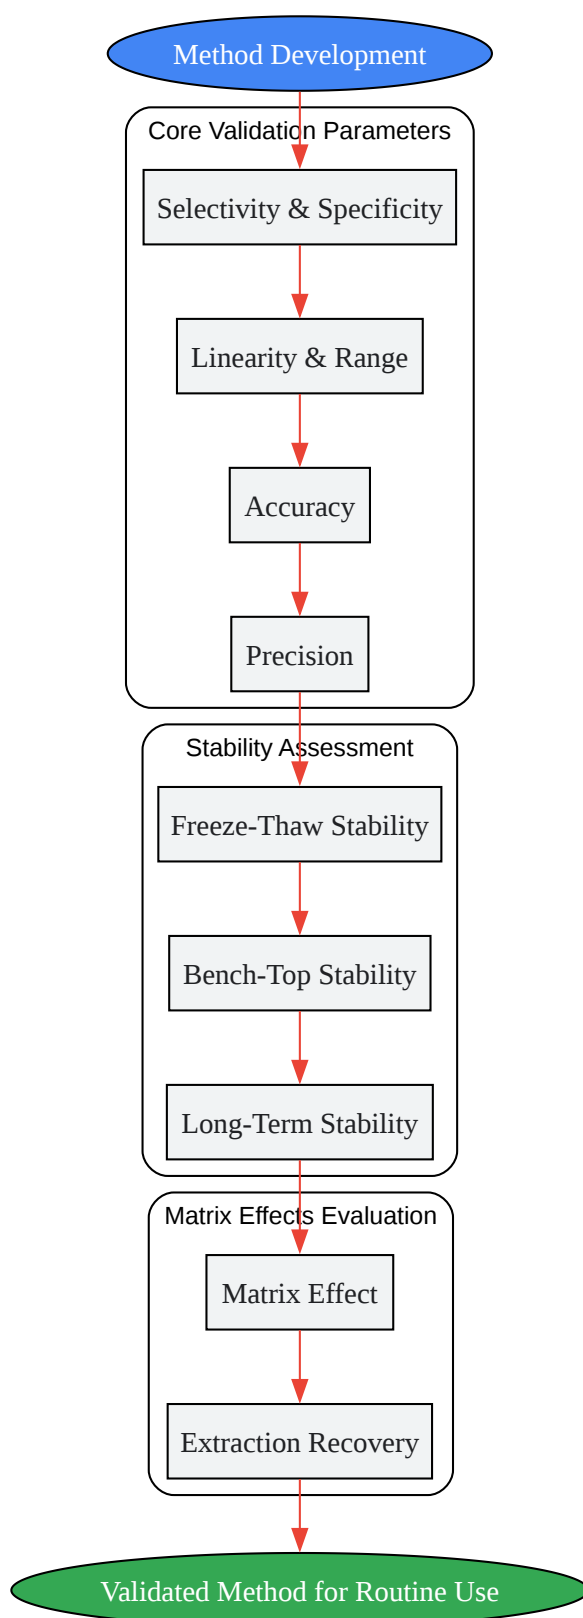 Method Development
Core Validation Parameters
Selectivity & Specificity
Linearity & Range
Accuracy
Precision
Stability Assessment
Freeze-Thaw Stability
Bench-Top Stability
Long-Term Stability
Matrix Effects Evaluation
Matrix Effect
Extraction Recovery
Validated Method for Routine Use